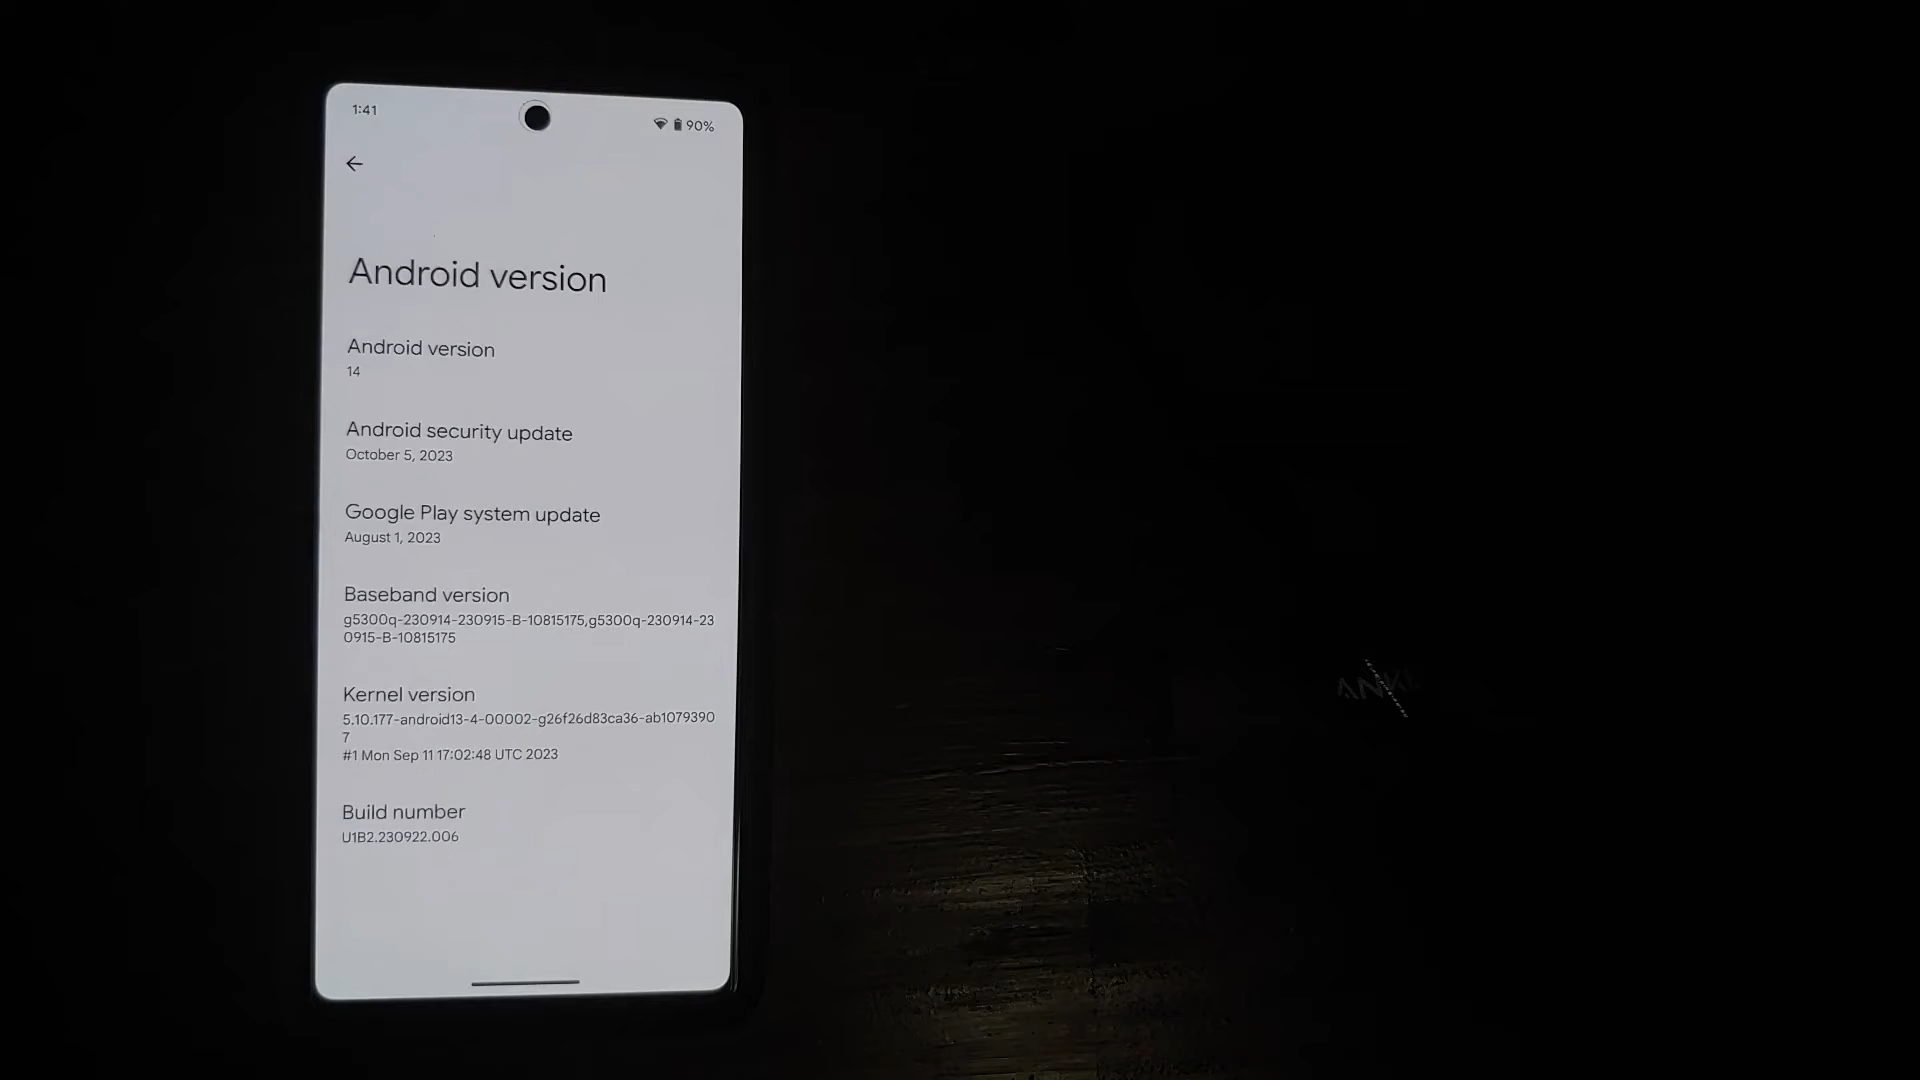 1:41
90%
Android version
Android version
14
Android security update
October 5, 2023
Google Play system update
August 1, 2023
Baseband version
g5300q-230914-230915-B-10815175,g5300q-230914-23
0915-B-10815175
Kernel version
5.10.177-android13-4-00002-g26f26d83ca36-ab1079390
7
#1 Mon Sep 11 17:02:48 UTC 2023
Build number
U1B2.230922.006